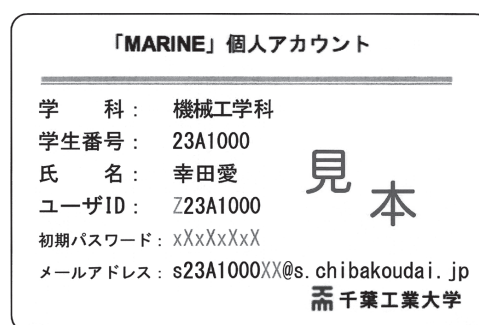 「MARINE」個人アカウント
学　　科： 機械工学科
学生番号： 23A1000
氏　　名： 幸田愛
ユーザID： Z23A1000
初期パスワード： xXxXxXxX
メールアドレス： s23A1000XX@s.chibakoudai.jp
見本
千葉工業大学